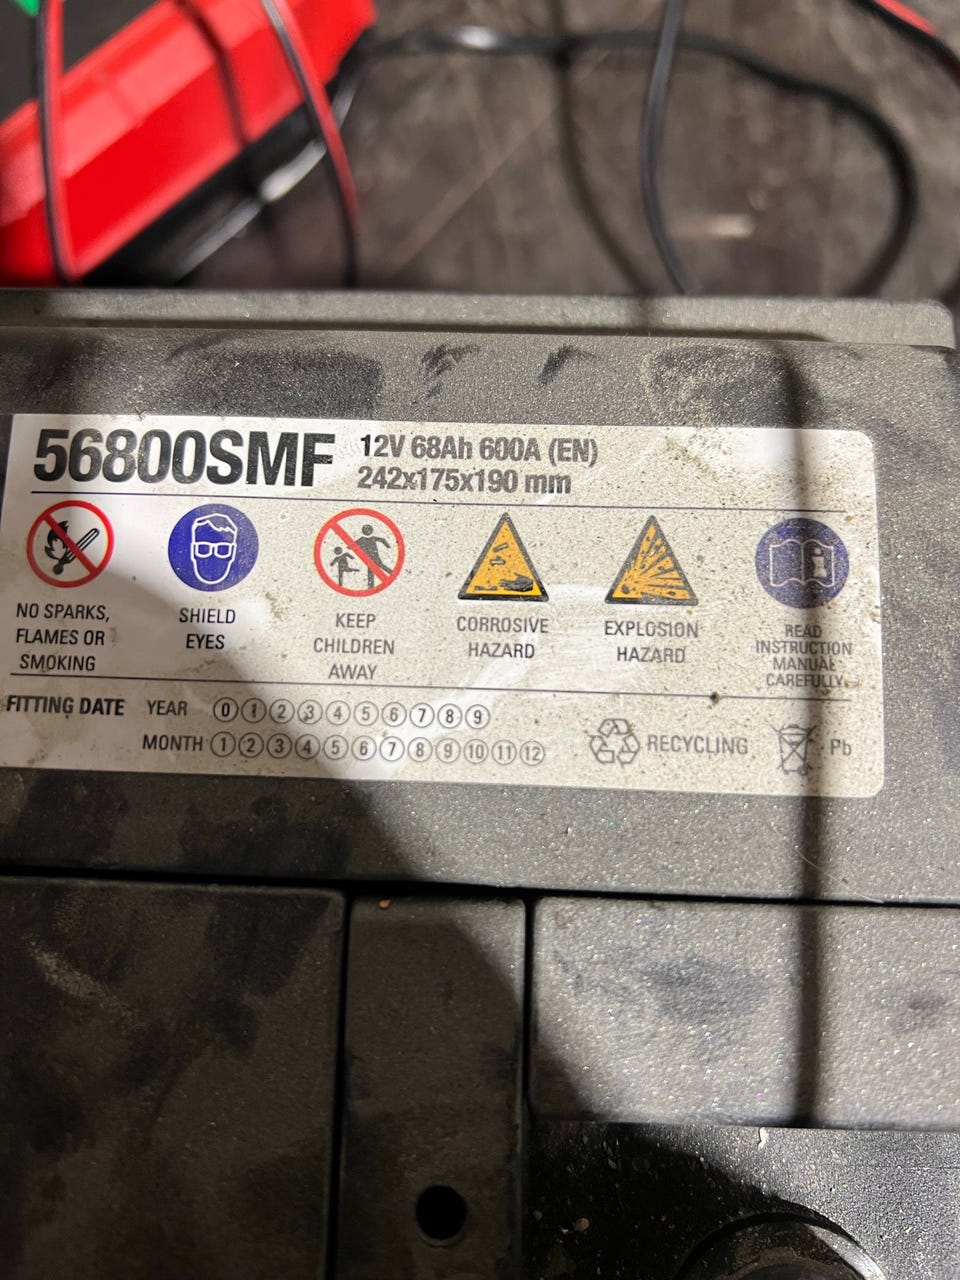 56800SMF 12V 68Ah 600A (EN)
242x175x190 mm
NO SPARKS,
FLAMES OR
SMOKING
SHIELD
EYES
KEEP
CHILDREN
AWAY
CORROSIVE
HAZARD
EXPLOSION
HAZARD
READ
INSTRUCTION
MANUAL
CAREFULLY
FITTING DATE YEAR 0 1 2 3 4 5 6 7 8 9
MONTH 1 2 3 4 5 6 7 8 9 10 11 12
RECYCLING Pb